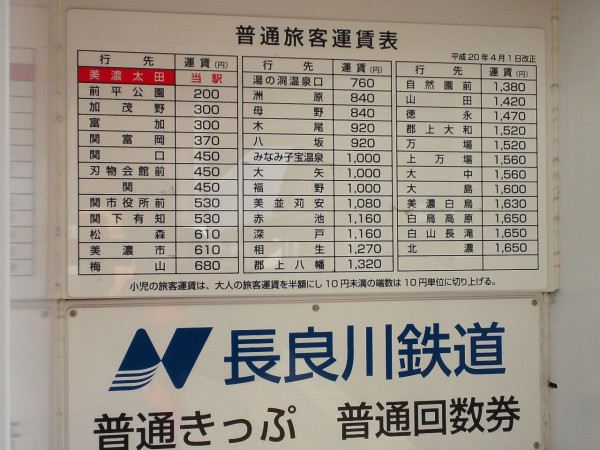 普通旅客運賃表
平成20年4月1日改正
行先 運賃(円)
美濃太田 当駅
前平公園 200
加茂野 300
富加 300
関富岡 370
関口 450
刃物会館前 450
関 450
関市役所前 530
関下有知 530
松森 610
美濃市 610
梅山 680
行先 運賃(円)
湯の洞温泉口 760
洲原 840
母野 840
木尾 920
八坂 920
みなみ子宝温泉 1,000
大矢 1,000
福野 1,000
美並苅安 1,080
赤池 1,160
深戸 1,160
相生 1,270
郡上八幡 1,320
行先 運賃(円)
自然園前 1,380
山田 1,420
徳永 1,470
郡上大和 1,520
万場 1,520
上万場 1,560
大中 1,560
大島 1,600
美濃白鳥 1,630
白鳥高原 1,650
白山長滝 1,650
北濃 1,650
小児の旅客運賃は、大人の旅客運賃を半額にし10円未満の端数は10円単位に切り上げる。
長良川鉄道
普通きっぷ 普通回数券